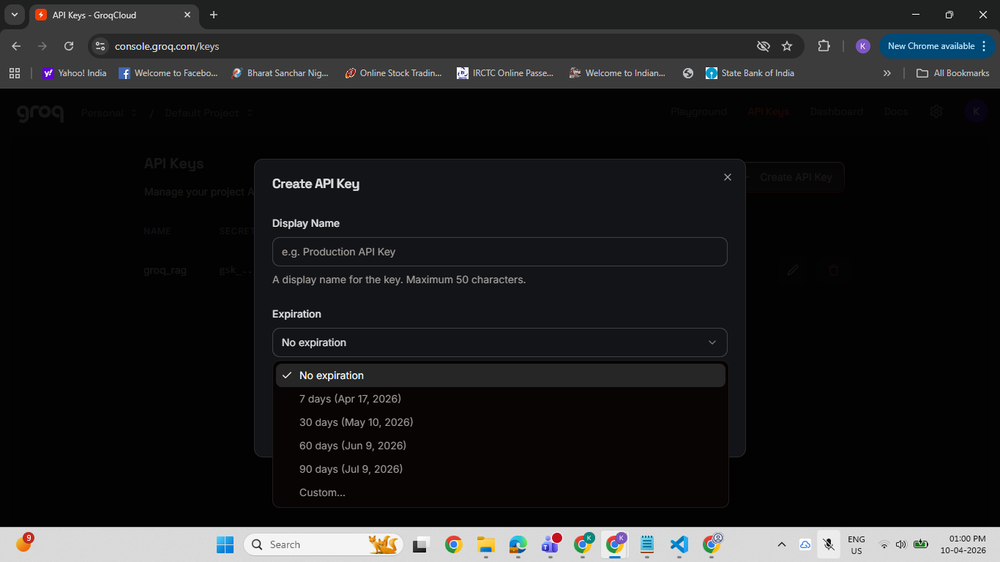 API Keys - GroqCloud
console.groq.com/keys
K
New Chrome available
Yahoo! India
Welcome to Facebo...
Bharat Sanchar Nig...
Online Stock Tradin...
IRCTC Online Passe...
Welcome to Indian...
State Bank of India
All Bookmarks
groq
Personal
/
Default Project
Playground
API Keys
Dashboard
Docs
K
API Keys
Create API Key
Manage your project A
NAME
SECRET
groq_rag
gsk_...
Create API Key
Display Name
e.g. Production API Key
A display name for the key. Maximum 50 characters.
Expiration
No expiration
No expiration
7 days (Apr 17, 2026)
30 days (May 10, 2026)
60 days (Jun 9, 2026)
90 days (Jul 9, 2026)
Custom...
9
Search
K
K
ENG
US
01:00 PM
10-04-2026